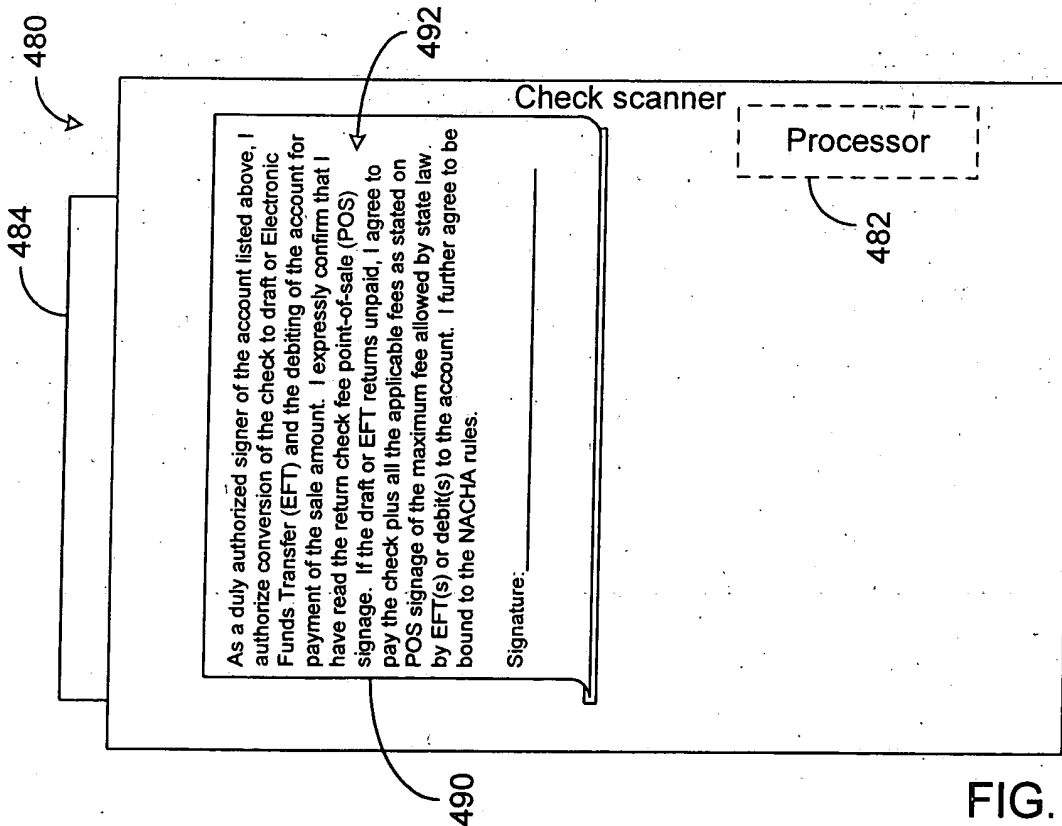 480
484
Check scanner
As a duly authorized signer of the account listed above, I
authorize conversion of the check to draft or Electronic
Funds Transfer (EFT) and the debiting of the account for
payment of the sale amount. I expressly confirm that I
have read the return check fee point-of-sale (POS)
signage. If the draft or EFT returns unpaid, I agree to
pay the check plus all the applicable fees as stated on
POS signage of the maximum fee allowed by state law
by EFT(s) or debit(s) to the account. I further agree to be
bound to the NACHA rules.
Signature:
492
490
Processor
482
FIG.